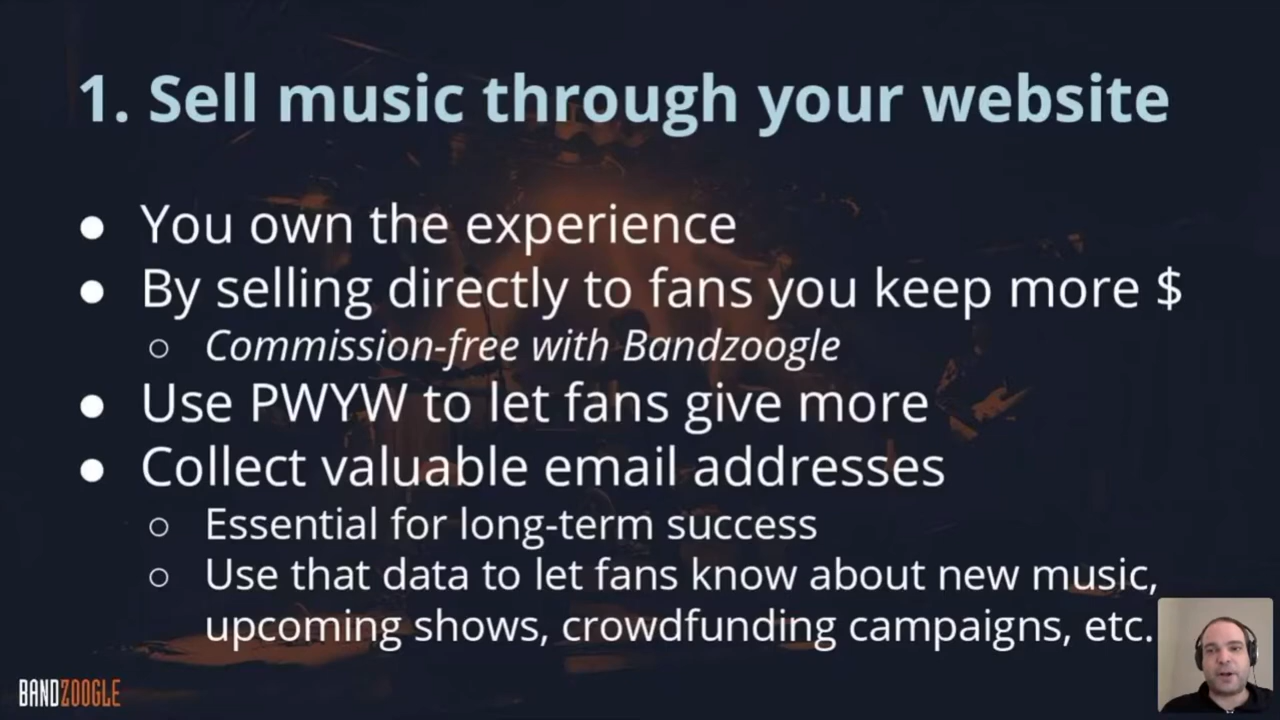 1. Sell music through your website
● You own the experience
● By selling directly to fans you keep more $
○ Commission-free with Bandzoogle
● Use PWYW to let fans give more
● Collect valuable email addresses
○ Essential for long-term success
○ Use that data to let fans know about new music,
upcoming shows, crowdfunding campaigns, etc.
BANDZOOGLE